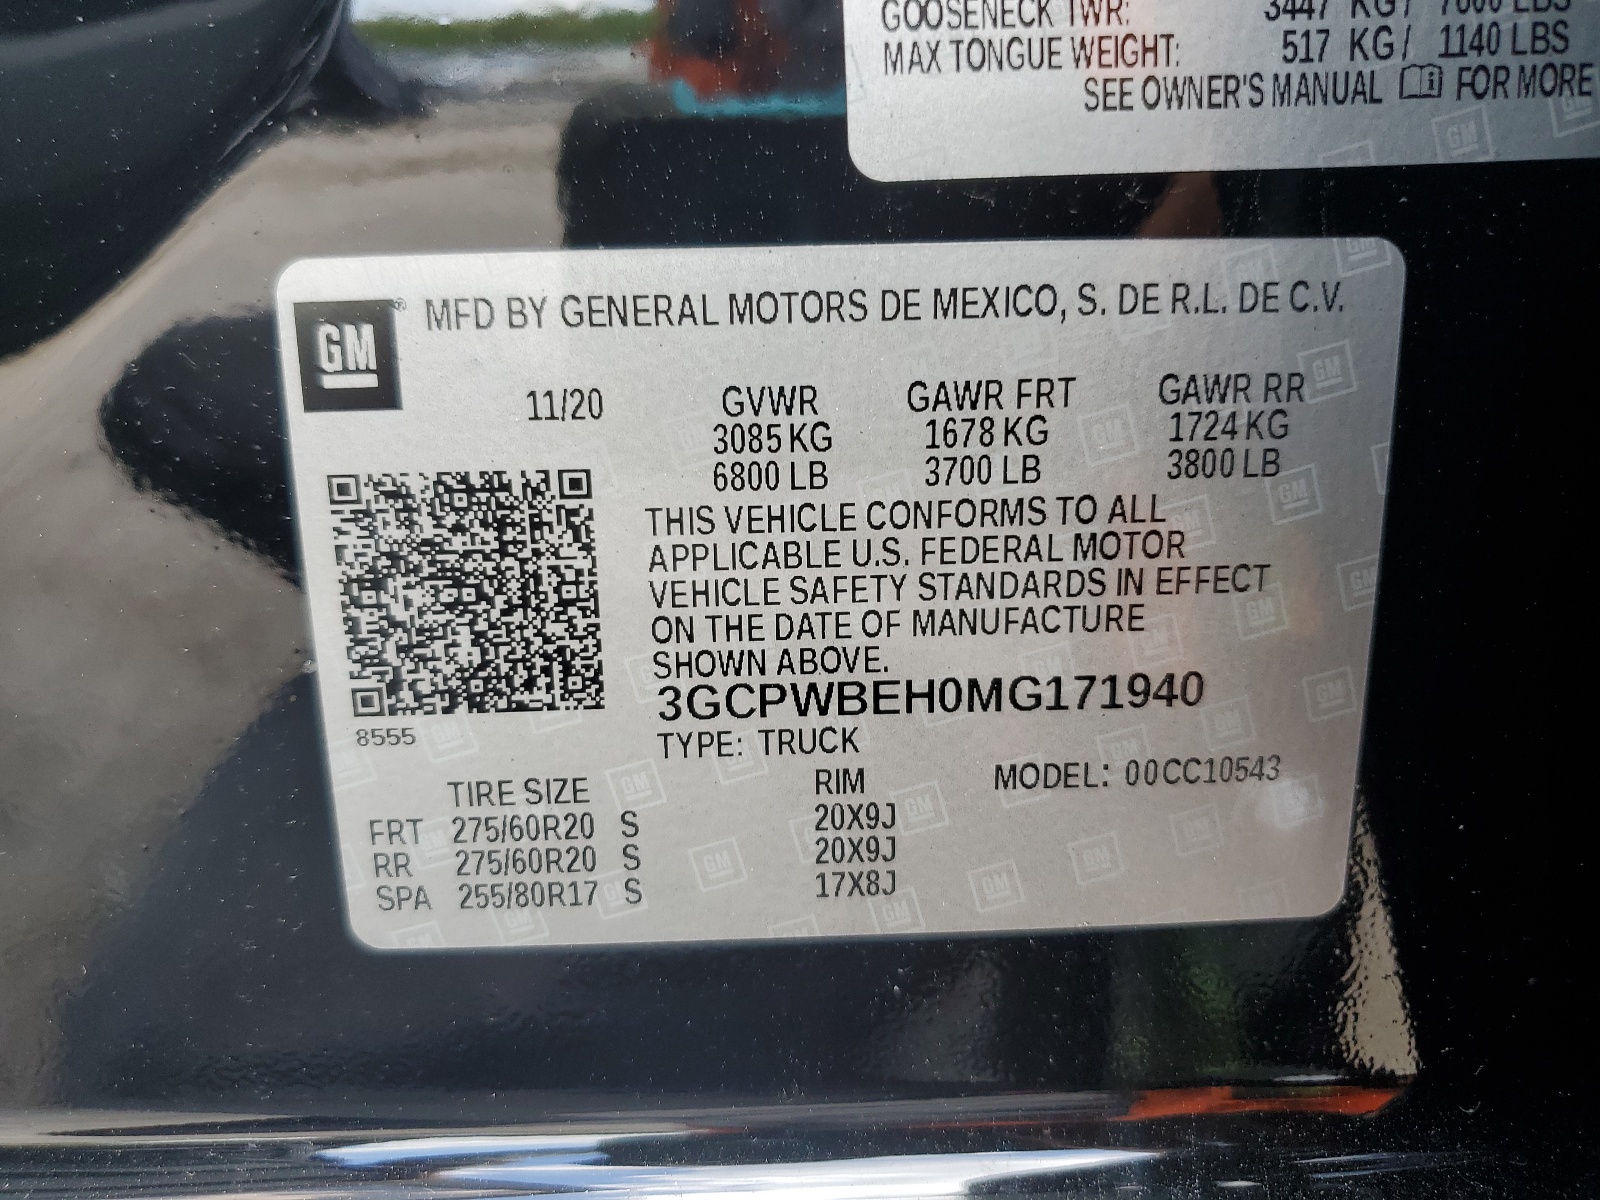 GOOSENECK TWR: 3447 KG/ 7600 LBS
MAX TONGUE WEIGHT: 517 KG/ 1140 LBS
SEE OWNER'S MANUAL FOR MORE
GM® MFD BY GENERAL MOTORS DE MEXICO, S. DE R.L. DE C.V.
11/20 GVWR GAWR FRT GAWR RR
3085 KG 1678 KG 1724 KG
6800 LB 3700 LB 3800 LB
THIS VEHICLE CONFORMS TO ALL
APPLICABLE U.S. FEDERAL MOTOR
VEHICLE SAFETY STANDARDS IN EFFECT
ON THE DATE OF MANUFACTURE
SHOWN ABOVE.
3GCPWBEH0MG171940
8555
TYPE: TRUCK
MODEL: 00CC10543
TIRE SIZE RIM
FRT 275/60R20 S 20X9J
RR 275/60R20 S 20X9J
SPA 255/80R17 S 17X8J